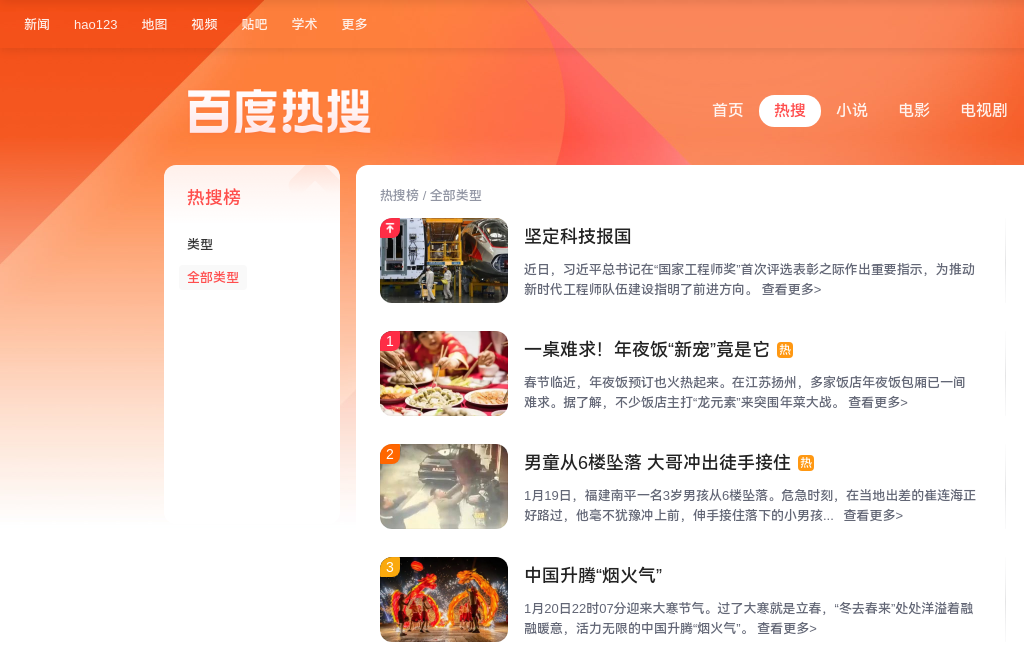 新闻 hao123 地图 视频 贴吧 学术 更多
百度热搜
首页 热搜 小说 电影 电视剧
热搜榜
类型
全部类型
热搜榜 / 全部类型
坚定科技报国
近日，习近平总书记在“国家工程师奖”首次评选表彰之际作出重要指示，为推动
新时代工程师队伍建设指明了前进方向。 查看更多>
1
一桌难求！年夜饭“新宠”竟是它 热
春节临近，年夜饭预订也火热起来。在江苏扬州，多家饭店年夜饭包厢已一间
难求。据了解，不少饭店主打“龙元素”来突围年菜大战。 查看更多>
2
男童从6楼坠落 大哥冲出徒手接住 热
1月19日，福建南平一名3岁男孩从6楼坠落。危急时刻，在当地出差的崔连海正
好路过，他毫不犹豫冲上前，伸手接住落下的小男孩... 查看更多>
3
中国升腾“烟火气”
1月20日22时07分迎来大寒节气。过了大寒就是立春，“冬去春来”处处洋溢着融
融暖意，活力无限的中国升腾“烟火气”。 查看更多>